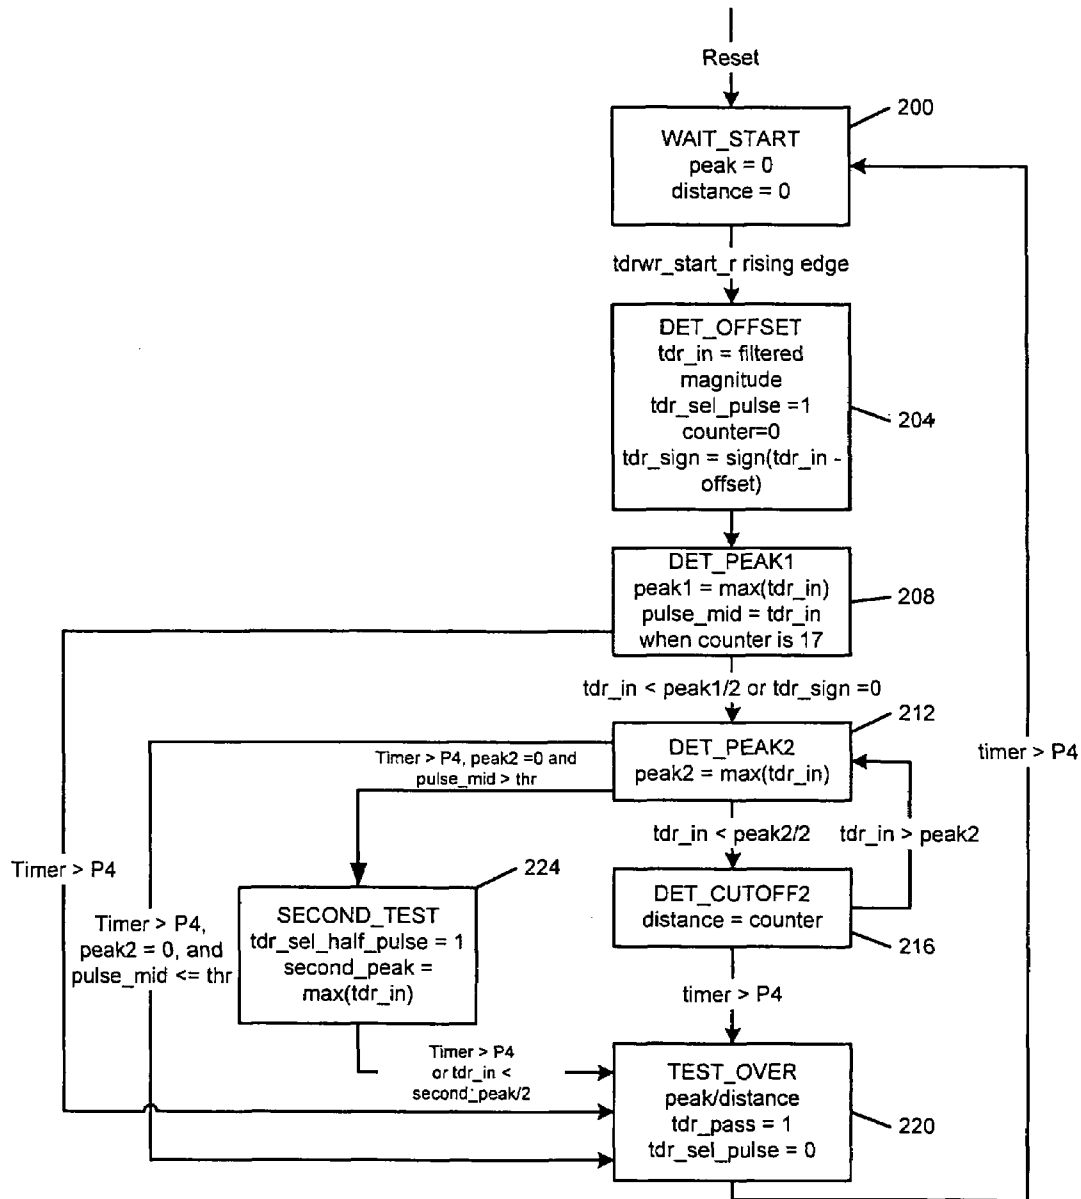 Reset
200
WAIT_START
peak = 0
distance = 0
tdrwr_start_r rising edge
DET_OFFSET
tdr_in = filtered
magnitude
tdr_sel_pulse =1
counter=0
tdr_sign = sign(tdr_in -
offset)
204
DET_PEAK1
peak1 = max(tdr_in)
pulse_mid = tdr_in
when counter is 17
208
tdr_in < peak1/2 or tdr_sign =0
212
DET_PEAK2
peak2 = max(tdr_in)
Timer > P4, peak2 =0 and
pulse_mid > thr
timer > P4
tdr_in < peak2/2
tdr_in > peak2
Timer > P4
Timer > P4,
peak2 = 0, and
pulse_mid <= thr
224
SECOND_TEST
tdr_sel_half_pulse = 1
second_peak =
max(tdr_in)
DET_CUTOFF2
distance = counter
216
timer > P4
Timer > P4
or tdr_in <
second_peak/2
TEST_OVER
peak/distance
tdr_pass = 1
tdr_sel_pulse = 0
220